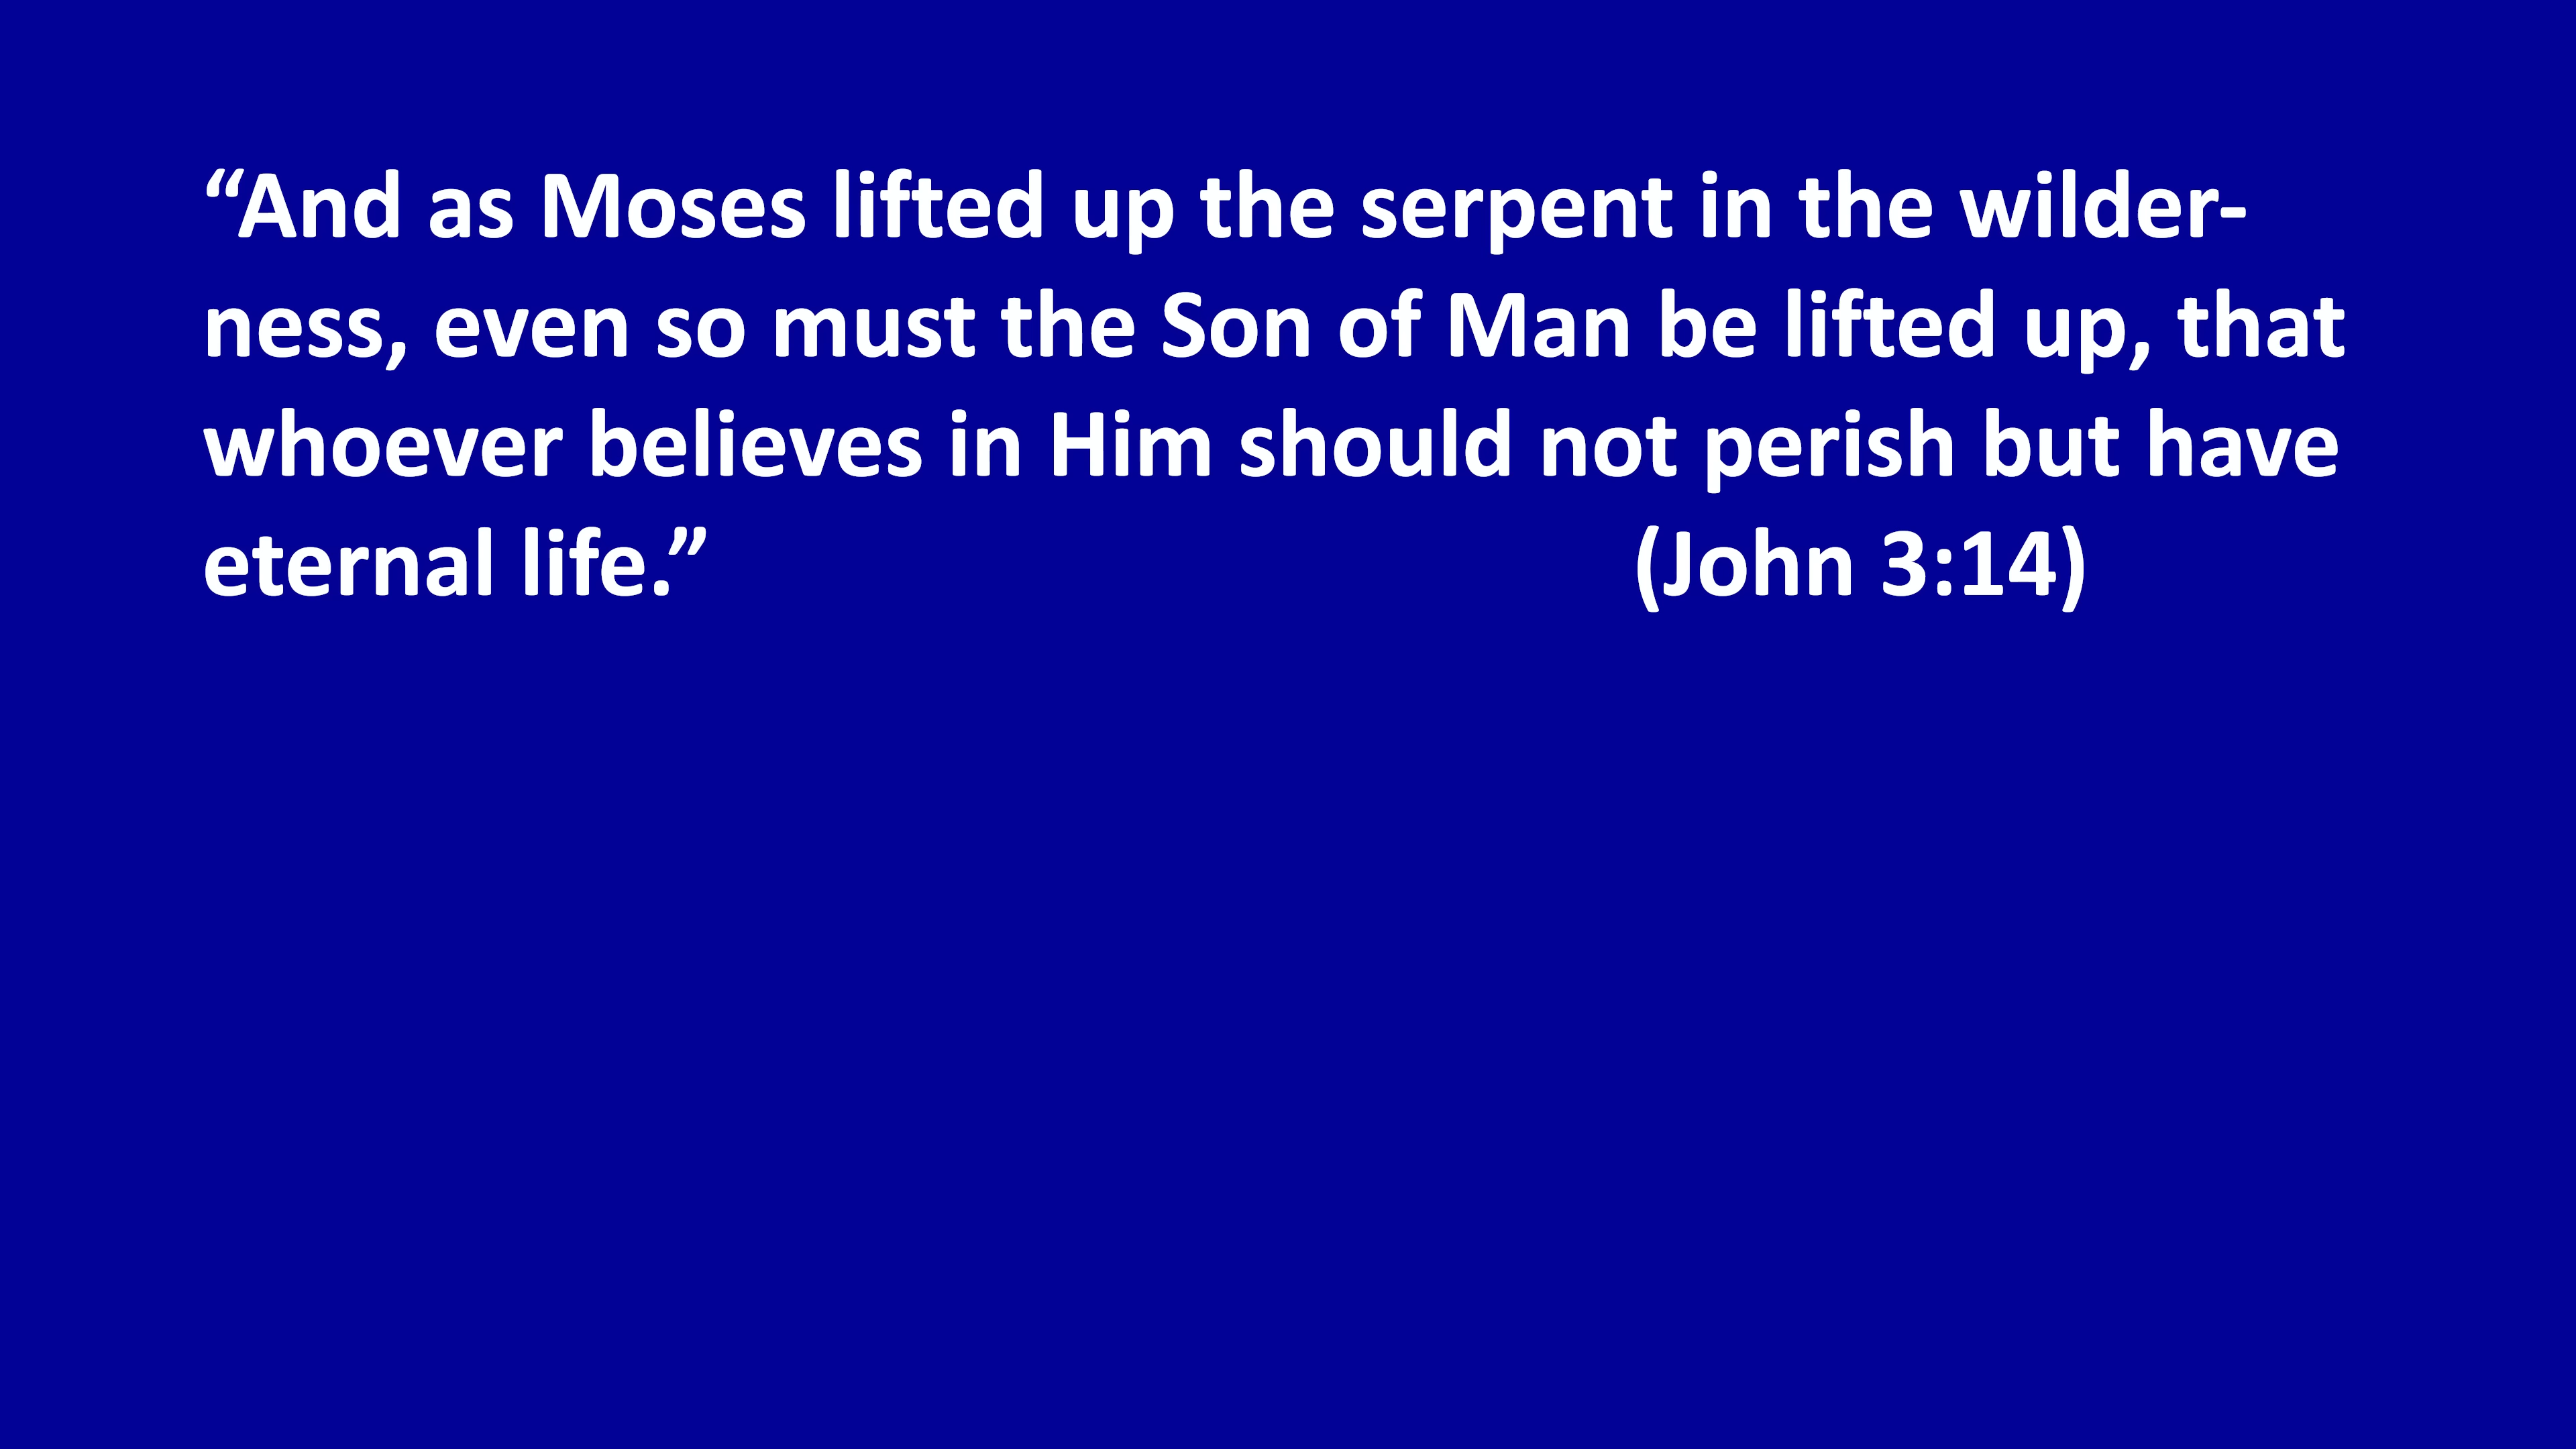 “And as Moses lifted up the serpent in the wilder-
ness, even so must the Son of Man be lifted up, that
whoever believes in Him should not perish but have
eternal life.” (John 3:14)